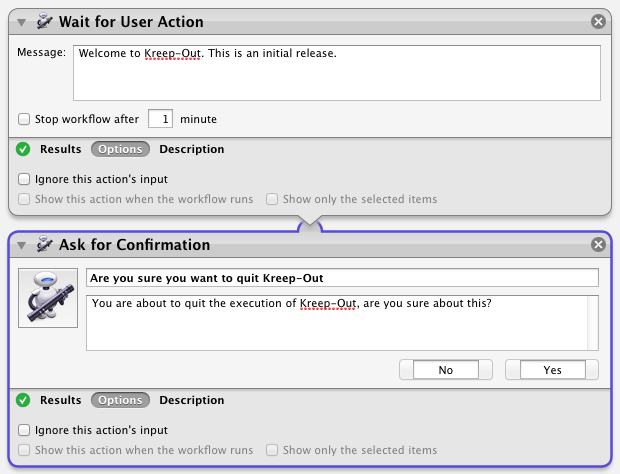 Wait for User Action
Message: Welcome to Kreep-Out. This is an initial release.
Stop workflow after 1 minute
Results Options Description
Ignore this action's input
Show this action when the workflow runs Show only the selected items
Ask for Confirmation
Are you sure you want to quit Kreep-Out
You are about to quit the execution of Kreep-Out, are you sure about this?
No Yes
Results Options Description
Ignore this action's input
Show this action when the workflow runs Show only the selected items